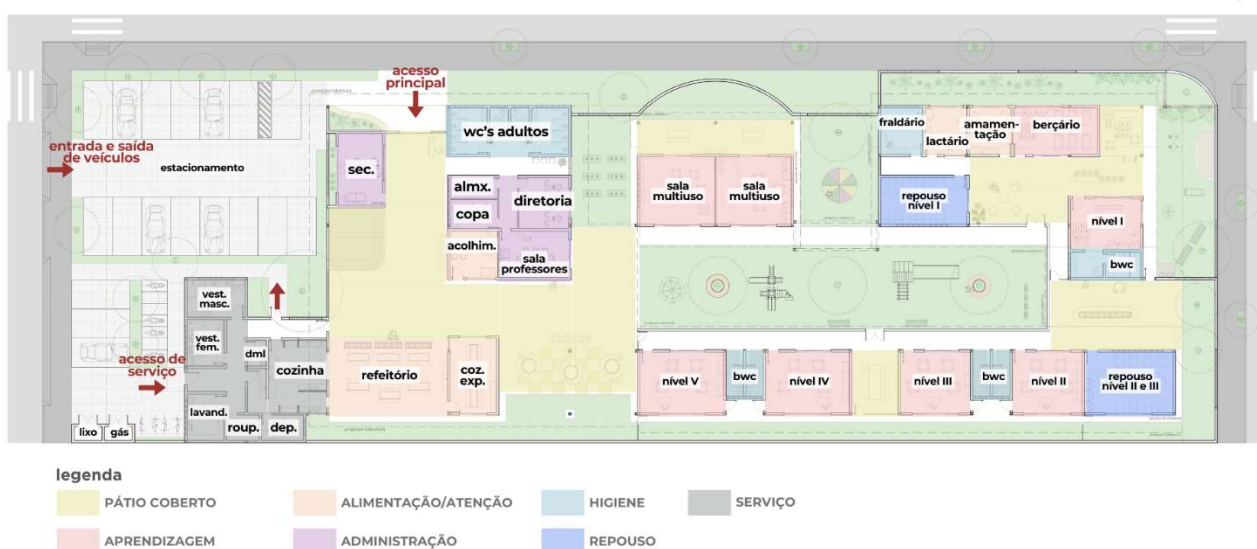 acesso
principal
entrada e saída
de veículos
estacionamento
sec.
wc's adultos
almx.
diretoria
copa
acolhim.
sala
professores
sala
multiuso
sala
multiuso
fraldário
lactário
amamen-
tação
berçário
repouso
nível I
nível I
bwc
vest.
masc.
vest.
fem.
acesso de
serviço
dml
cozinha
refeitório
coz.
exp.
nível V
bwc
nível IV
nível III
bwc
nível II
repouso
nível II e III
lavand.
roup.
dep.
lixo
gás
legenda
PÁTIO COBERTO
ALIMENTAÇÃO/ATENÇÃO
HIGIENE
SERVIÇO
APRENDIZAGEM
ADMINISTRAÇÃO
REPOUSO